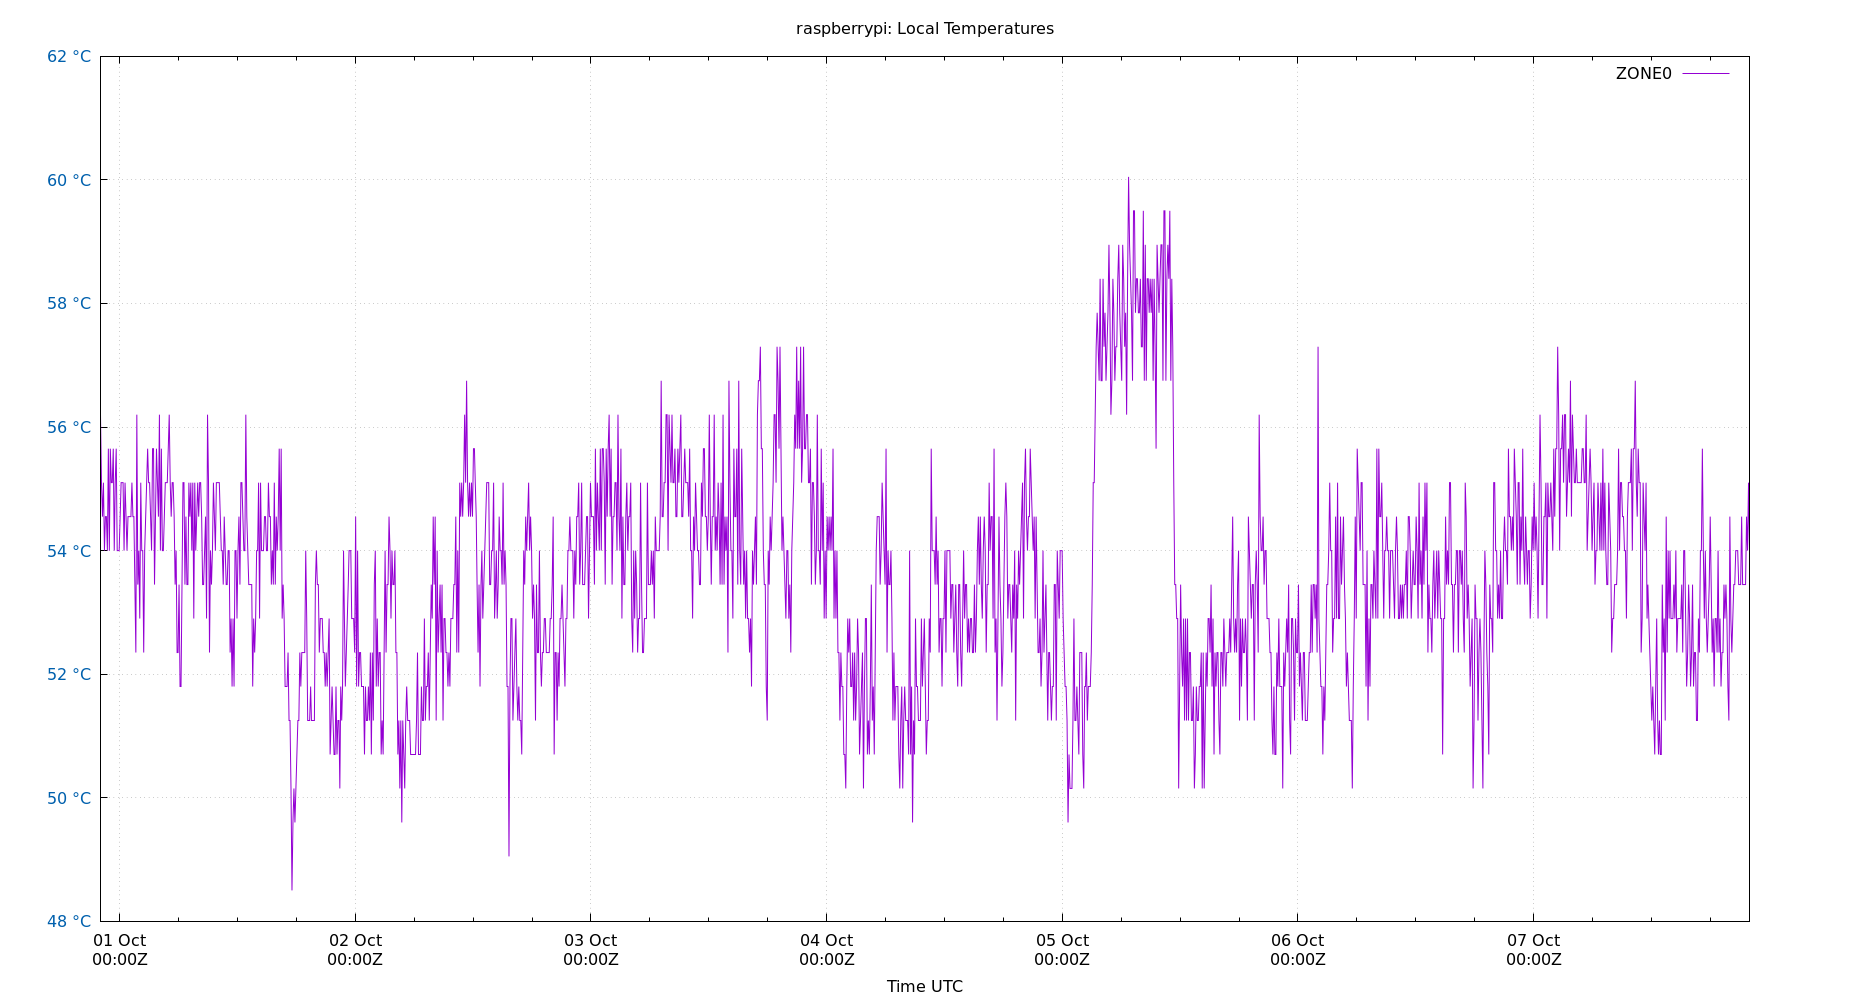 raspberrypi: Local Temperatures
ZONE0
62 °C
60 °C
58 °C
56 °C
54 °C
52 °C
50 °C
48 °C
01 Oct 02 Oct 03 Oct 04 Oct 05 Oct 06 Oct 07 Oct
00:00Z 00:00Z 00:00Z 00:00Z 00:00Z 00:00Z 00:00Z
Time UTC